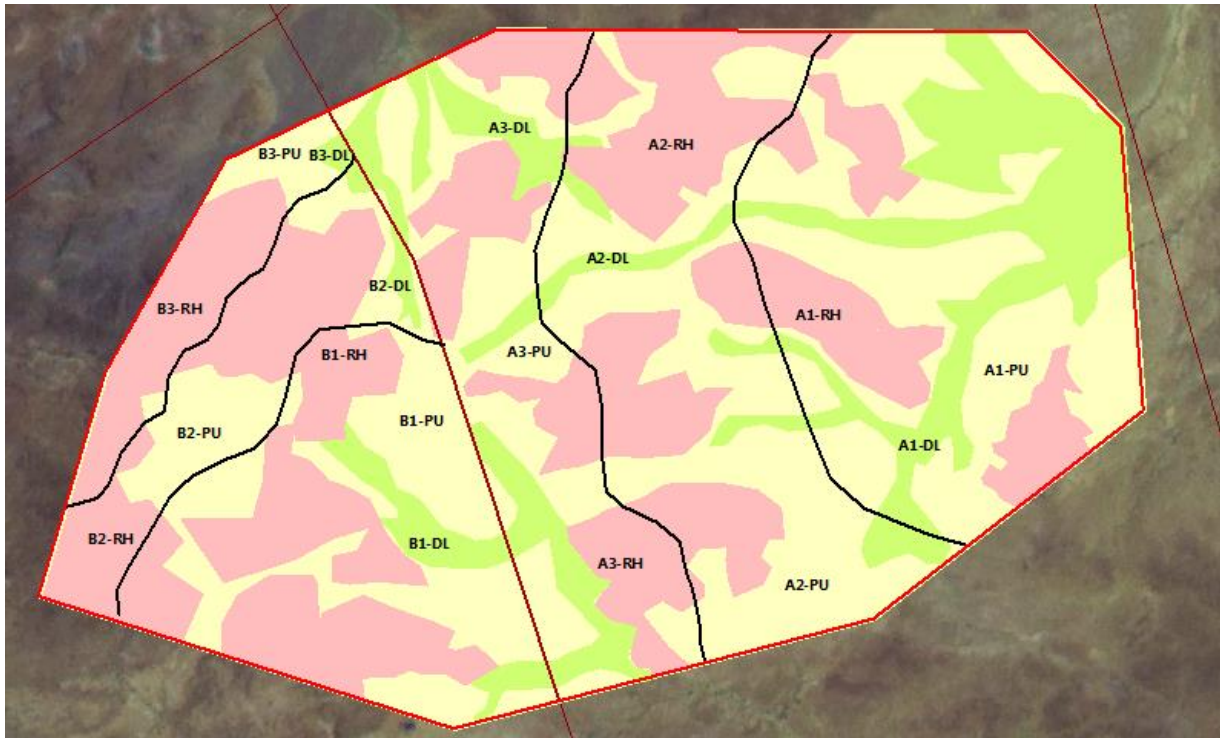 A3-DL
A2-RH
B3-PU
B3-DL
A2-DL
B2-DL
B3-RH
A1-RH
B1-RH
A3-PU
A1-PU
B1-PU
B2-PU
A1-DL
B2-RH
B1-DL
A3-RH
A2-PU